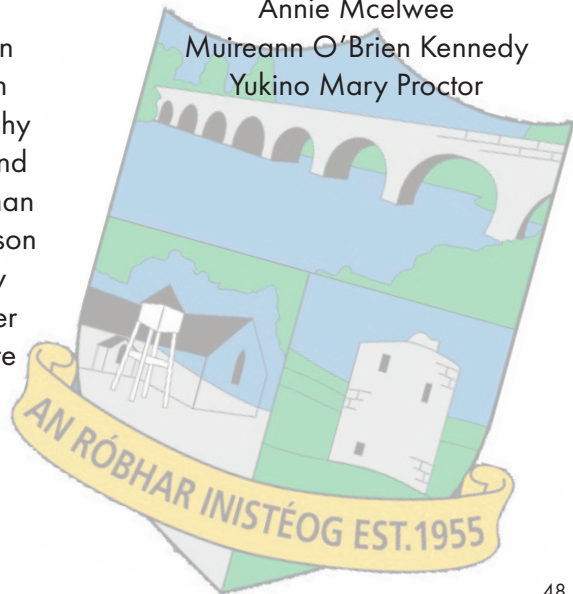 Annie Mcelwee
Muireann O'Brien Kennedy
Yukino Mary Proctor
AN RÓBHAR INISTÉOG EST.1955
48